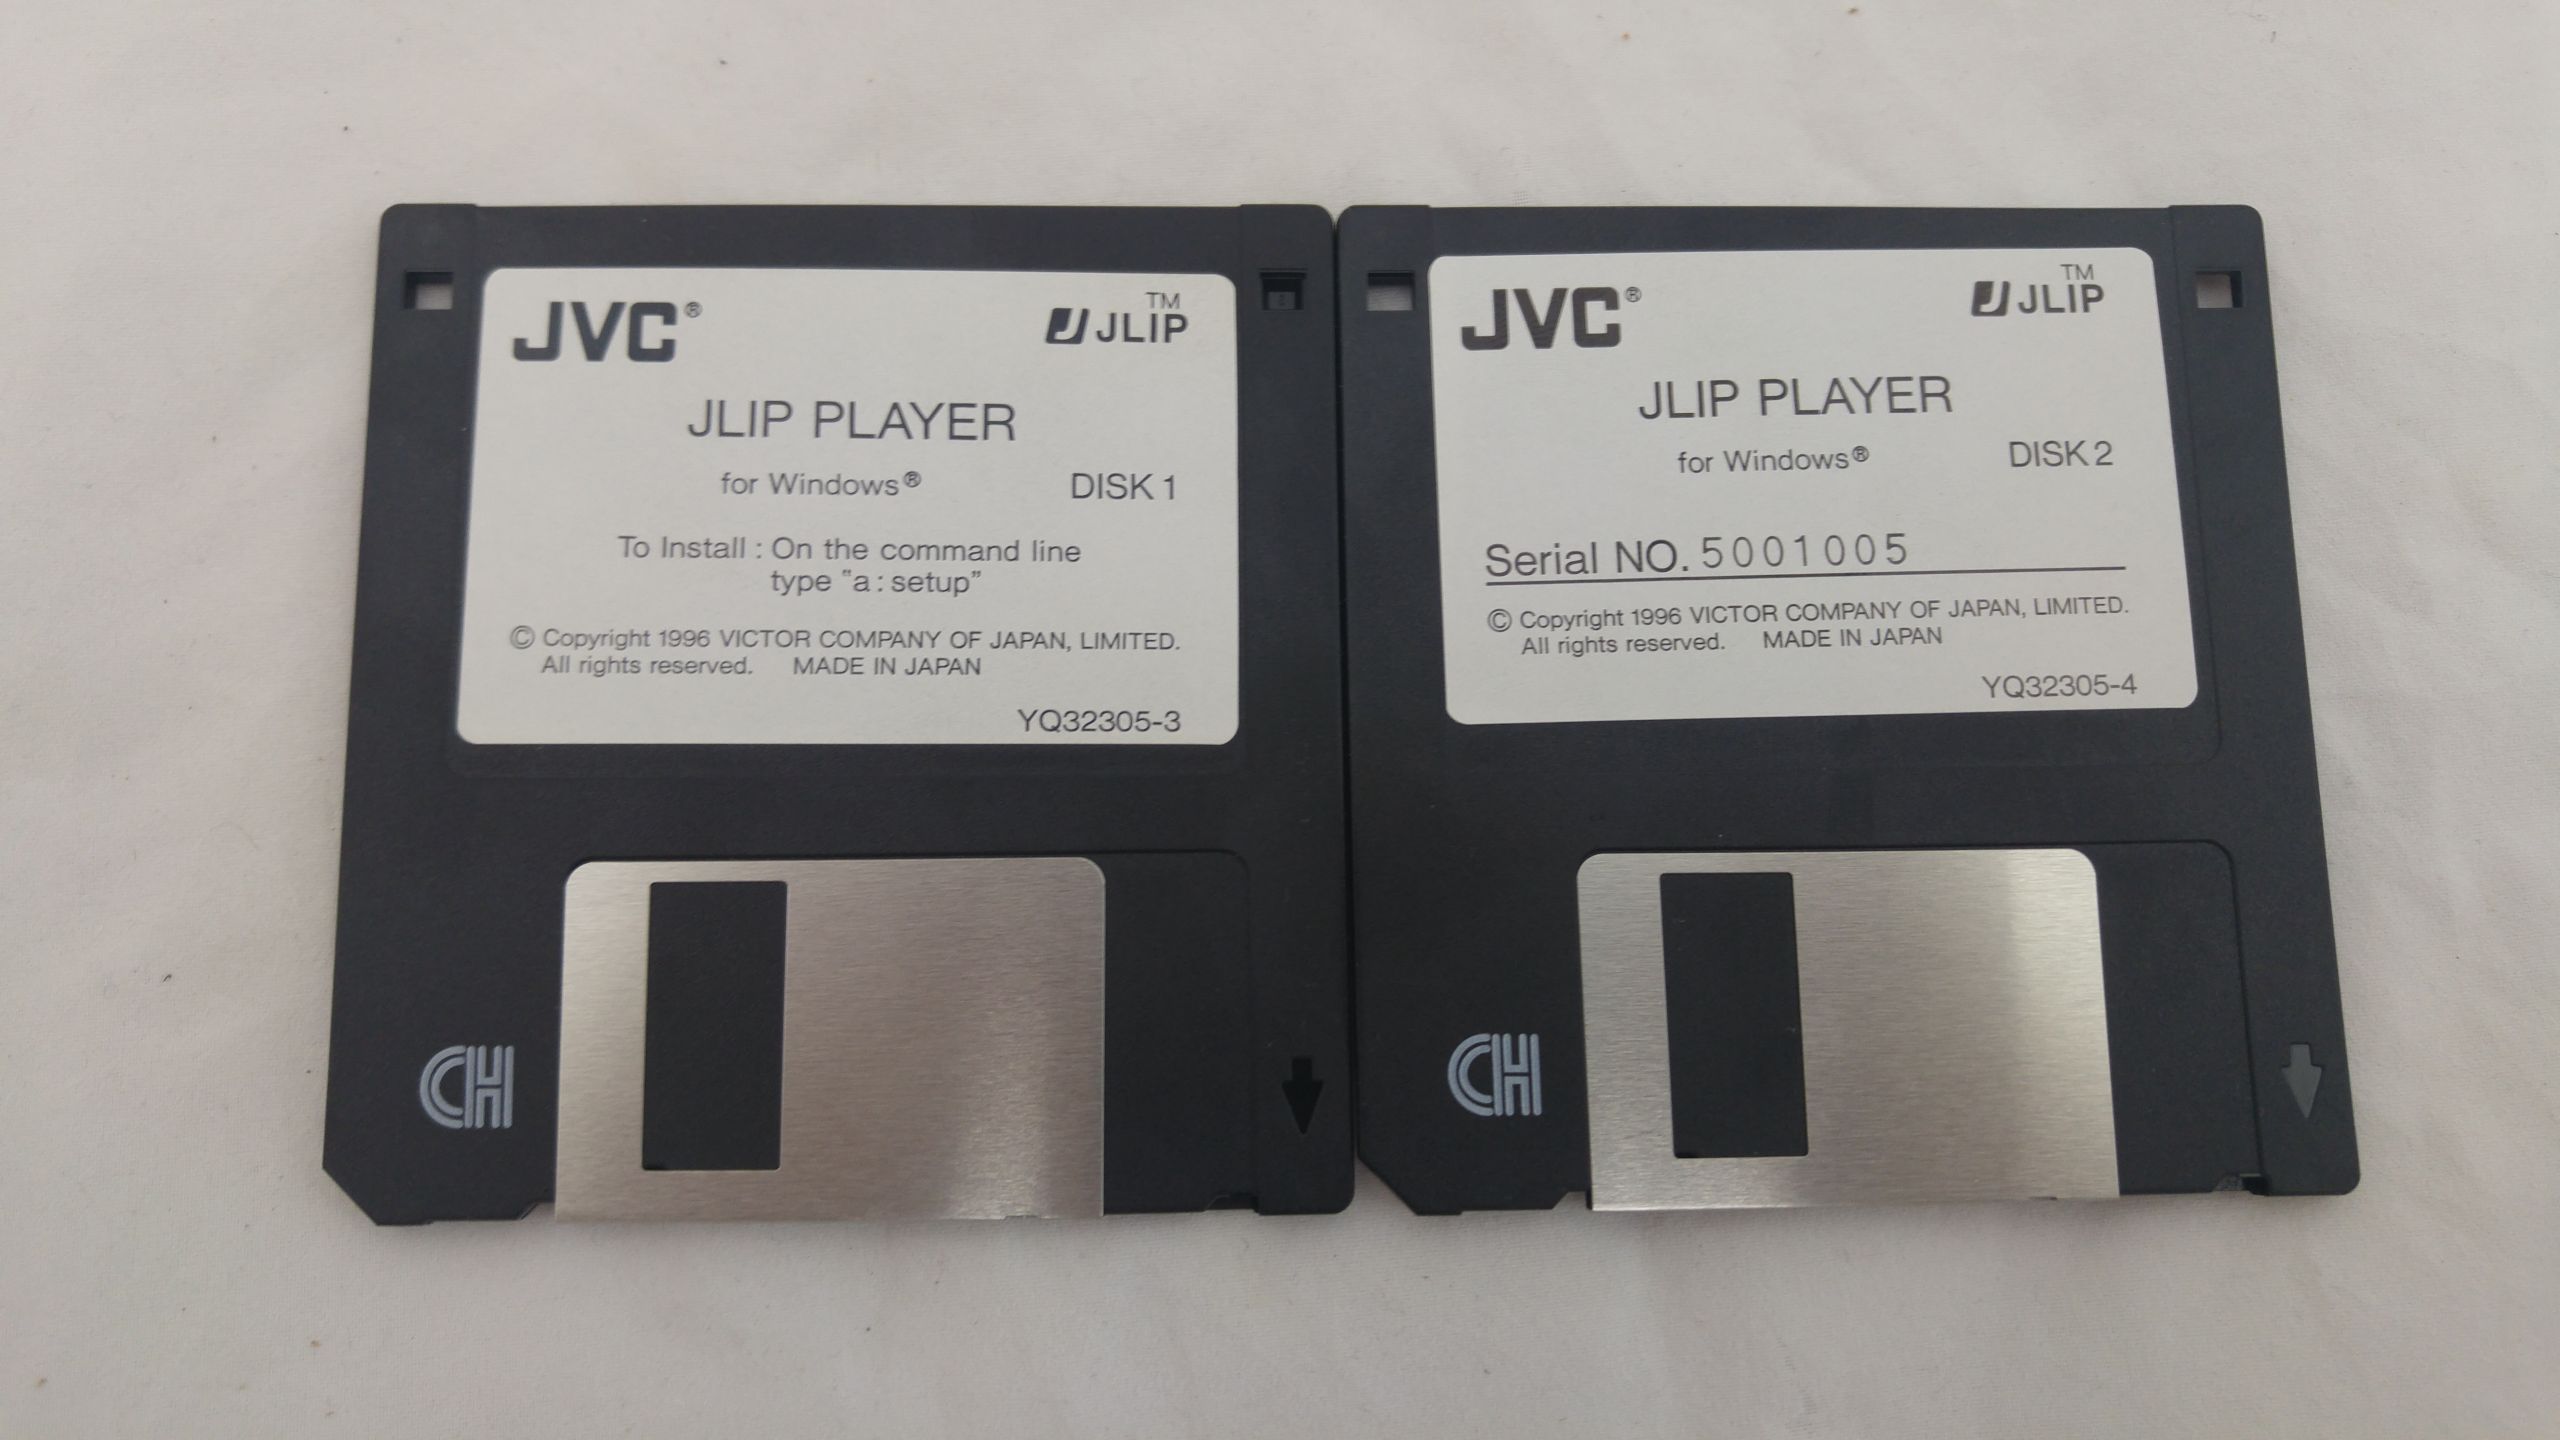 JVC®
TM
JLIP
JLIP PLAYER
for Windows® DISK 1
To Install : On the command line
type "a : setup"
© Copyright 1996 VICTOR COMPANY OF JAPAN, LIMITED.
All rights reserved. MADE IN JAPAN
YQ32305-3
CH
JVC®
TM
JLIP
JLIP PLAYER
for Windows® DISK 2
Serial NO. 5001005
© Copyright 1996 VICTOR COMPANY OF JAPAN, LIMITED.
All rights reserved. MADE IN JAPAN
YQ32305-4
CH